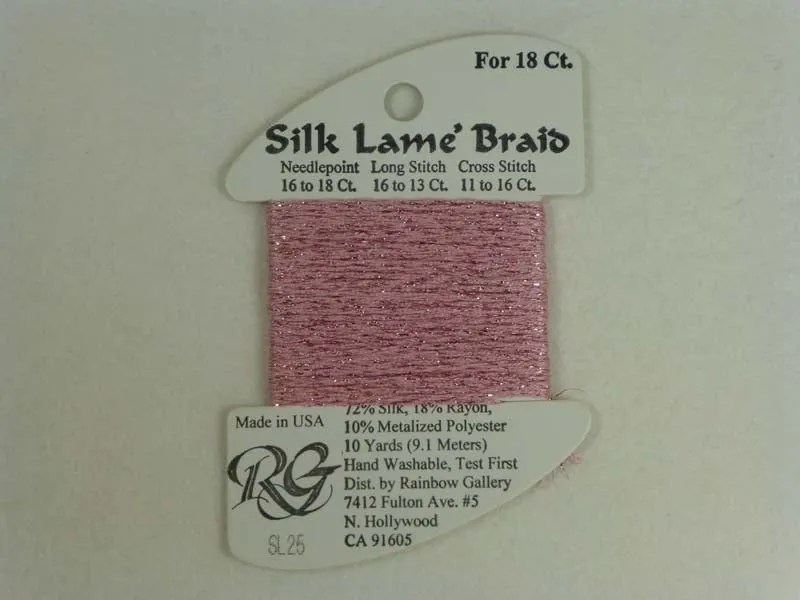 For 18 Ct.
Silk Lame' Braid
Needlepoint Long Stitch Cross Stitch
16 to 18 Ct. 16 to 13 Ct. 11 to 16 Ct.
72% Silk, 18% Rayon,
Made in USA
10% Metalized Polyester
10 Yards (9.1 Meters)
Hand Washable, Test First
Dist. by Rainbow Gallery
7412 Fulton Ave. #5
N. Hollywood
CA 91605
RG
SL25